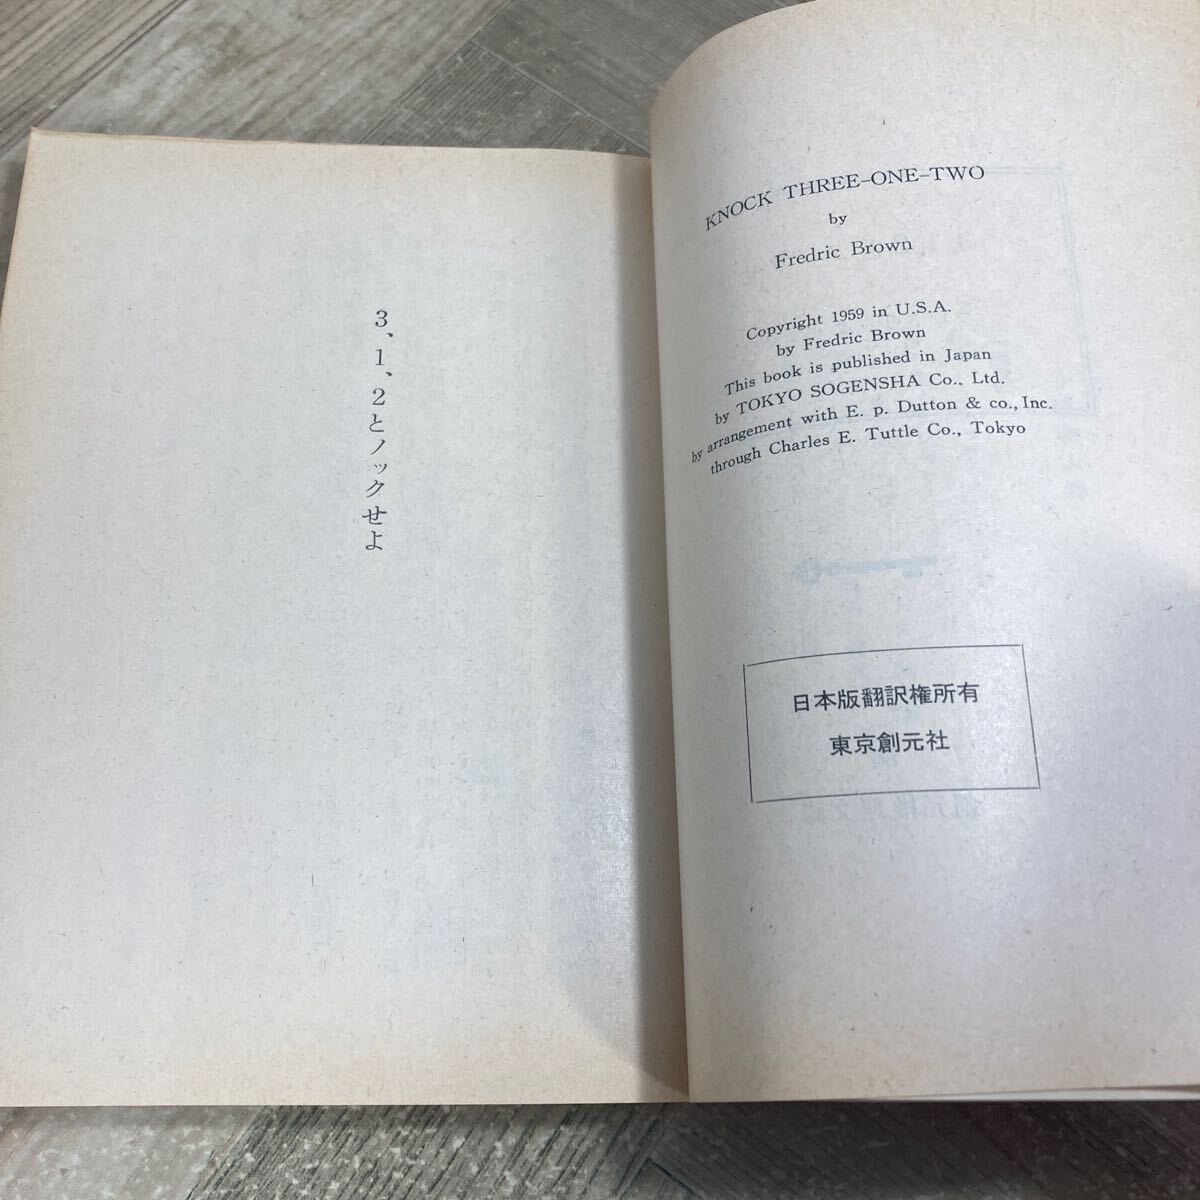 3、1、2とノックせよ
KNOCK THREE-ONE-TWO
by
Fredric Brown
Copyright 1959 in U.S.A.
by Fredric Brown
This book is published in Japan
by TOKYO SOGENSHA Co., Ltd.
by arrangement with E. p. Dutton & co., Inc.
through Charles E. Tuttle Co., Tokyo
日本版翻訳権所有
東京創元社